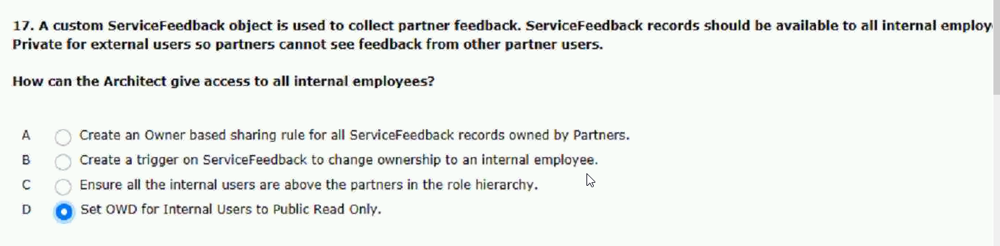 17. A custom ServiceFeedback object is used to collect partner feedback. ServiceFeedback records should be available to all internal employ
Private for external users so partners cannot see feedback from other partner users.
How can the Architect give access to all internal employees?
A Create an Owner based sharing rule for all ServiceFeedback records owned by Partners.
B Create a trigger on ServiceFeedback to change ownership to an internal employee.
C Ensure all the internal users are above the partners in the role hierarchy.
D Set OWD for Internal Users to Public Read Only.